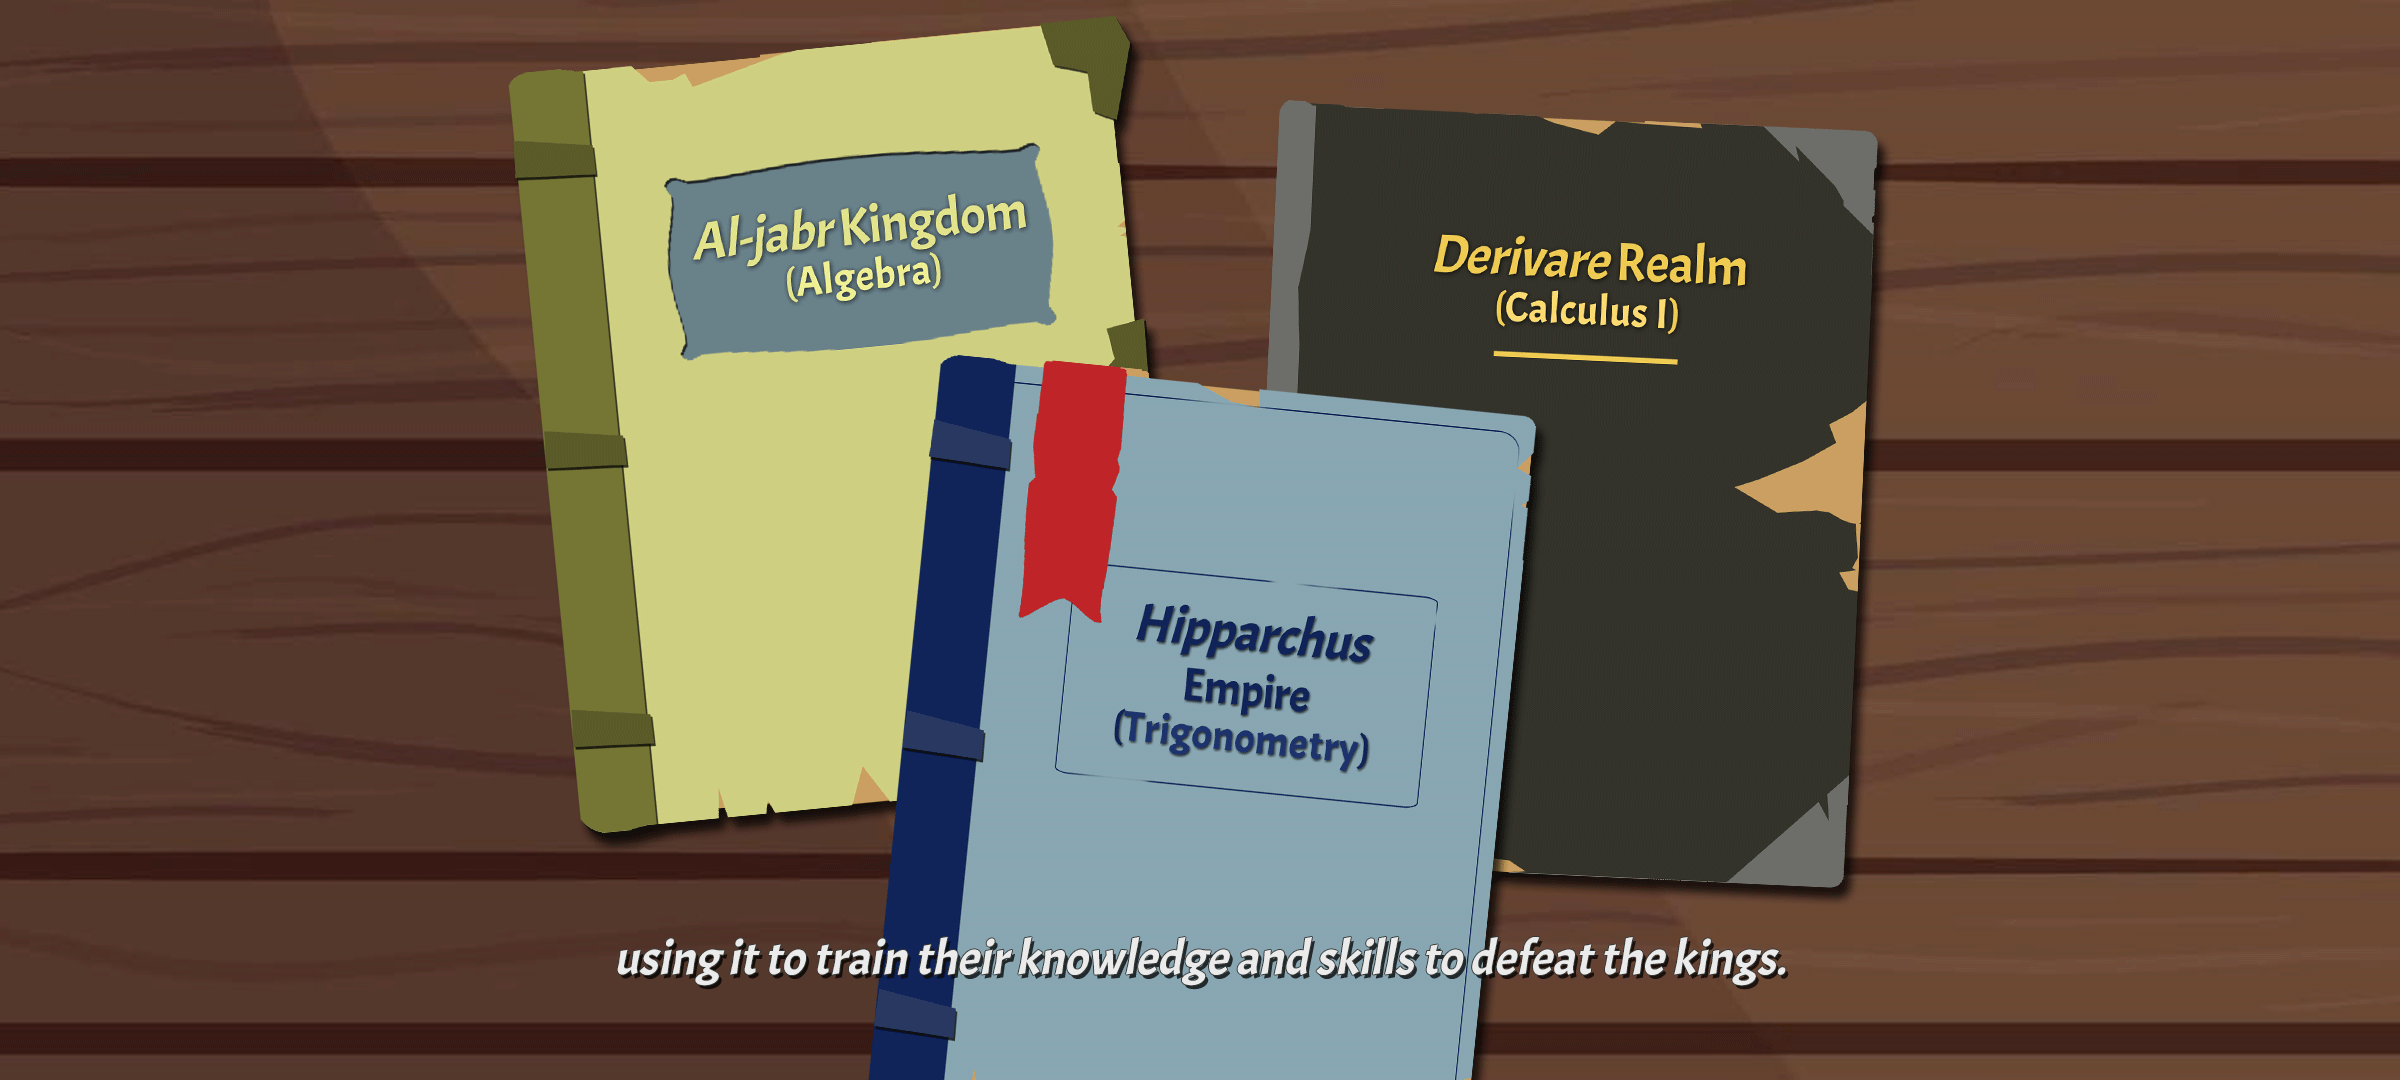 Al-jabr Kingdom
(Algebra)
Derivare Realm
(Calculus I)
Hipparchus
Empire
(Trigonometry)
using it to train their knowledge and skills to defeat the kings.